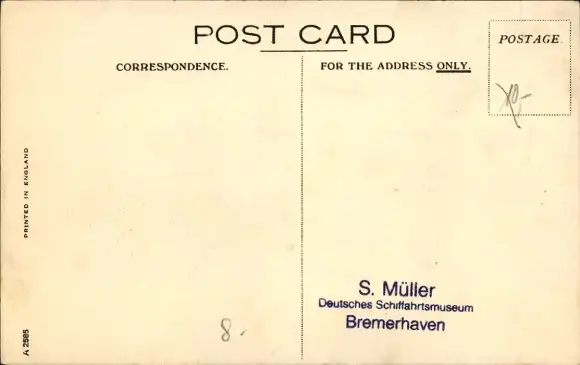 POST CARD
CORRESPONDENCE.
FOR THE ADDRESS ONLY.
POSTAGE.
PRINTED IN ENGLAND
S. Müller
Deutsches Schiffahrtsmuseum
Bremerhaven
8.
A 2585